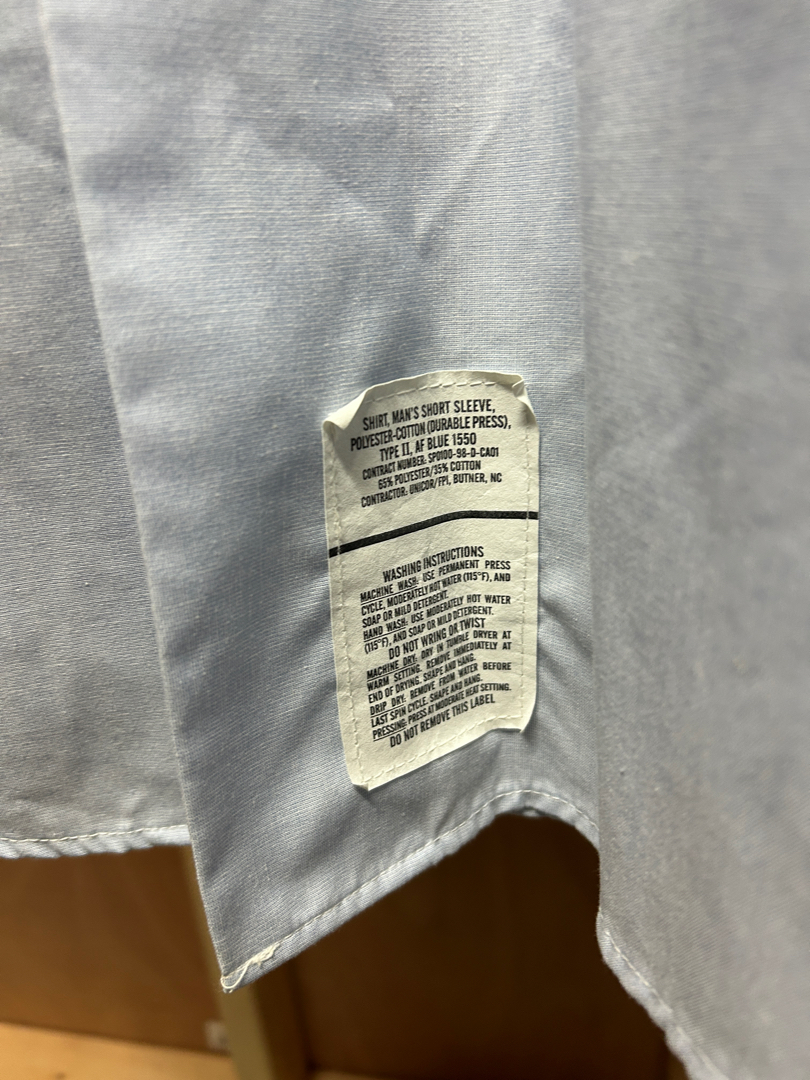 SHIRT, MAN'S SHORT SLEEVE,
POLYESTER-COTTON (DURABLE PRESS),
TYPE II, AF BLUE 1550
CONTRACT NUMBER: SP0100-98-D-CA01
65% POLYESTER/35% COTTON
CONTRACTOR: UNICOR/FPI, BUTNER, NC
WASHING INSTRUCTIONS
MACHINE WASH: USE PERMANENT PRESS
CYCLE, MODERATELY HOT WATER (115°F), AND
SOAP OR MILD DETERGENT.
HAND WASH: USE MODERATELY HOT WATER
(115°F), AND SOAP OR MILD DETERGENT.
DO NOT WRING OR TWIST
MACHINE DRY: DRY IN TUMBLE DRYER AT
WARM SETTING. REMOVE IMMEDIATELY AT
END OF DRYING. SHAPE AND HANG.
DRIP DRY: REMOVE FROM WATER BEFORE
LAST SPIN CYCLE. SHAPE AND HANG.
PRESSING: PRESS AT MODERATE HEAT SETTING.
DO NOT REMOVE THIS LABEL